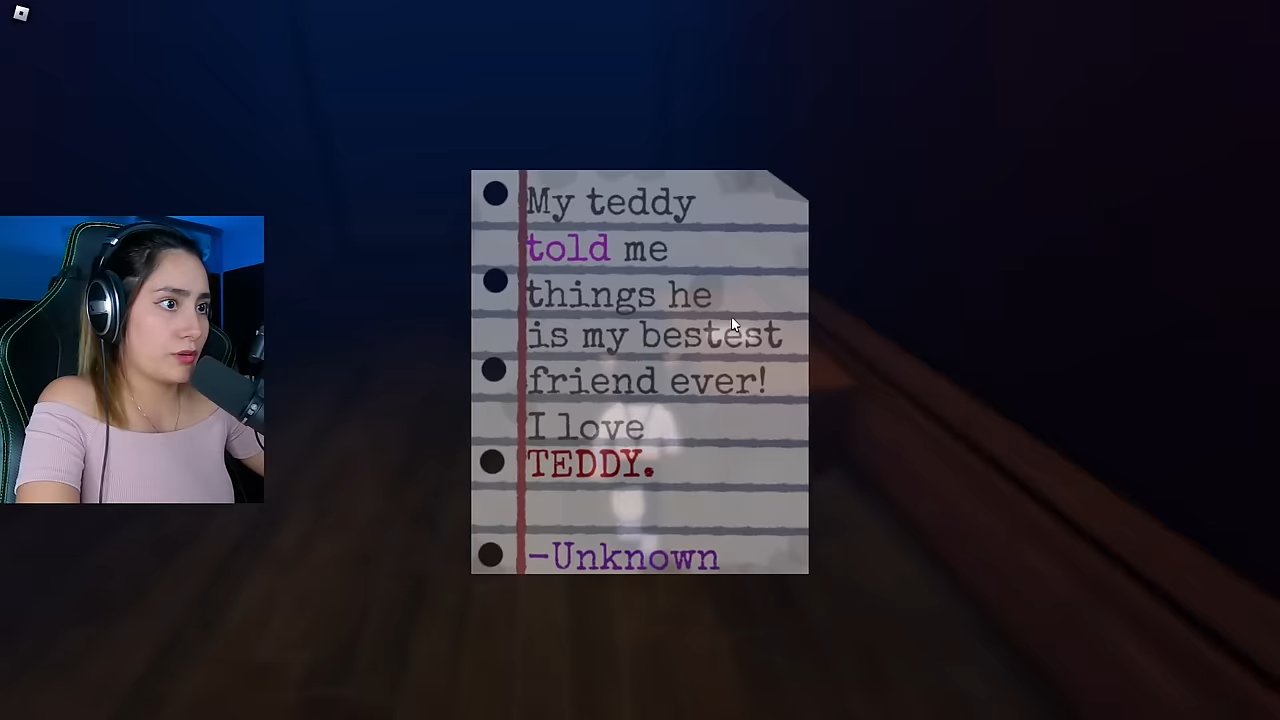 My teddy
told me
things he
is my bestest
friend ever!
I love
TEDDY.
-Unknown